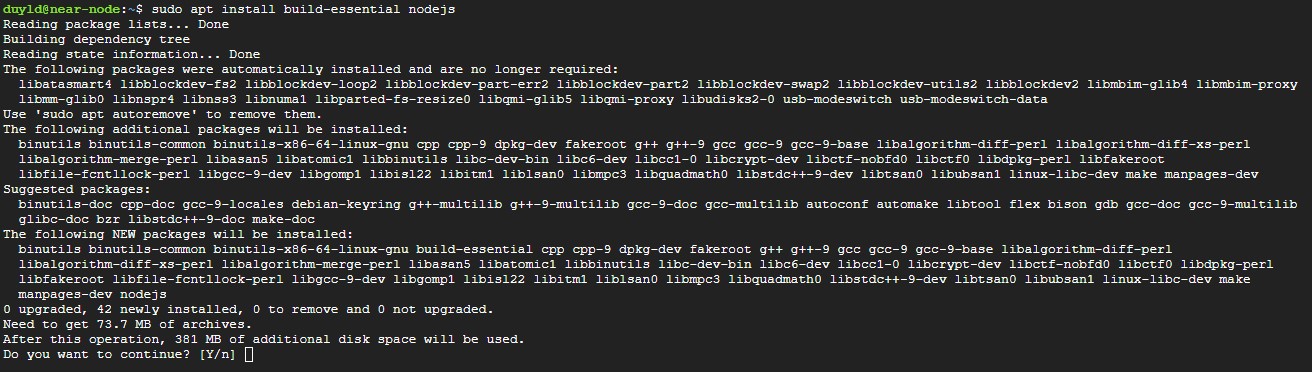 duyld@near-node:~$ sudo apt install build-essential nodejs
Reading package lists... Done
Building dependency tree
Reading state information... Done
The following packages were automatically installed and are no longer required:
  libatasmart4 libblockdev-fs2 libblockdev-loop2 libblockdev-part-err2 libblockdev-part2 libblockdev-swap2 libblockdev-utils2 libblockdev2 libmbim-glib4 libmbim-proxy
  libmm-glib0 libnspr4 libnss3 libnuma1 libparted-fs-resize0 libqmi-glib5 libqmi-proxy libudisks2-0 usb-modeswitch usb-modeswitch-data
Use 'sudo apt autoremove' to remove them.
The following additional packages will be installed:
  binutils binutils-common binutils-x86-64-linux-gnu cpp cpp-9 dpkg-dev fakeroot g++ g++-9 gcc gcc-9 gcc-9-base libalgorithm-diff-perl libalgorithm-diff-xs-perl
  libalgorithm-merge-perl libasan5 libatomic1 libbinutils libc-dev-bin libc6-dev libcc1-0 libcrypt-dev libctf-nobfd0 libctf0 libdpkg-perl libfakeroot
  libfile-fcntllock-perl libgcc-9-dev libgomp1 libisl22 libitm1 liblsan0 libmpc3 libquadmath0 libstdc++-9-dev libtsan0 libubsan1 linux-libc-dev make manpages-dev
Suggested packages:
  binutils-doc cpp-doc gcc-9-locales debian-keyring g++-multilib g++-9-multilib gcc-9-doc gcc-multilib autoconf automake libtool flex bison gdb gcc-doc gcc-9-multilib
  glibc-doc bzr libstdc++-9-doc make-doc
The following NEW packages will be installed:
  binutils binutils-common binutils-x86-64-linux-gnu build-essential cpp cpp-9 dpkg-dev fakeroot g++ g++-9 gcc gcc-9 gcc-9-base libalgorithm-diff-perl
  libalgorithm-diff-xs-perl libalgorithm-merge-perl libasan5 libatomic1 libbinutils libc-dev-bin libc6-dev libcc1-0 libcrypt-dev libctf-nobfd0 libctf0 libdpkg-perl
  libfakeroot libfile-fcntllock-perl libgcc-9-dev libgomp1 libisl22 libitm1 liblsan0 libmpc3 libquadmath0 libstdc++-9-dev libtsan0 libubsan1 linux-libc-dev make
  manpages-dev nodejs
0 upgraded, 42 newly installed, 0 to remove and 0 not upgraded.
Need to get 73.7 MB of archives.
After this operation, 381 MB of additional disk space will be used.
Do you want to continue? [Y/n]